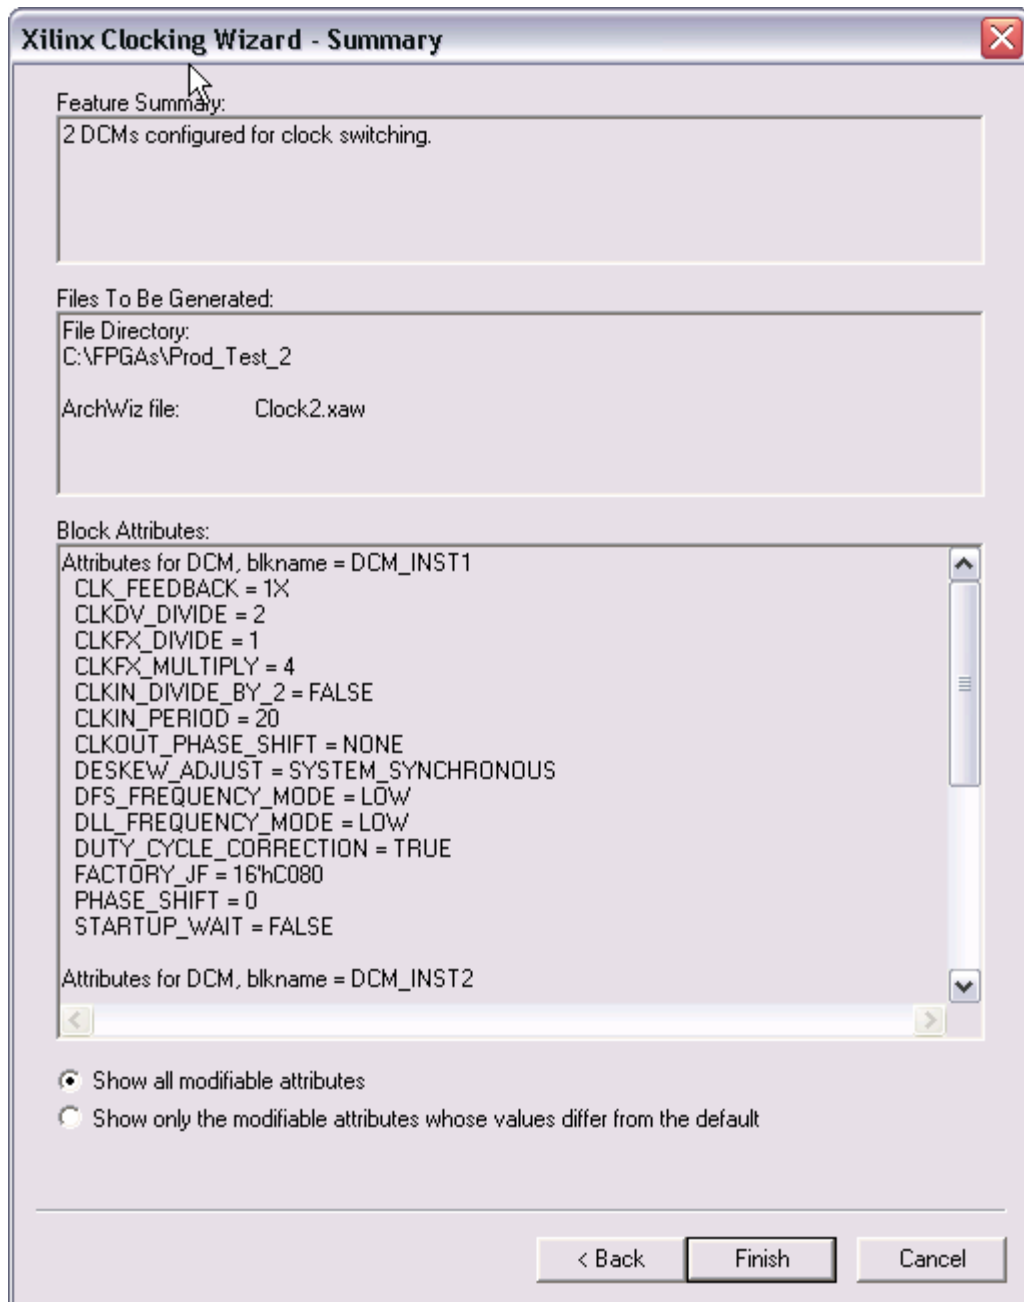 Xilinx Clocking Wizard - Summary
Feature Summary:
2 DCMs configured for clock switching.
Files To Be Generated:
File Directory:
C:\FPGAs\Prod_Test_2
ArchWiz file: Clock2.xaw
Block Attributes:
Attributes for DCM, blkname = DCM_INST1
CLK_FEEDBACK = 1X
CLKDV_DIVIDE = 2
CLKFX_DIVIDE = 1
CLKFX_MULTIPLY = 4
CLKIN_DIVIDE_BY_2 = FALSE
CLKIN_PERIOD = 20
CLKOUT_PHASE_SHIFT = NONE
DESKEW_ADJUST = SYSTEM_SYNCHRONOUS
DFS_FREQUENCY_MODE = LOW
DLL_FREQUENCY_MODE = LOW
DUTY_CYCLE_CORRECTION = TRUE
FACTORY_JF = 16'hC080
PHASE_SHIFT = 0
STARTUP_WAIT = FALSE
Attributes for DCM, blkname = DCM_INST2
Show all modifiable attributes
Show only the modifiable attributes whose values differ from the default
< Back Finish Cancel